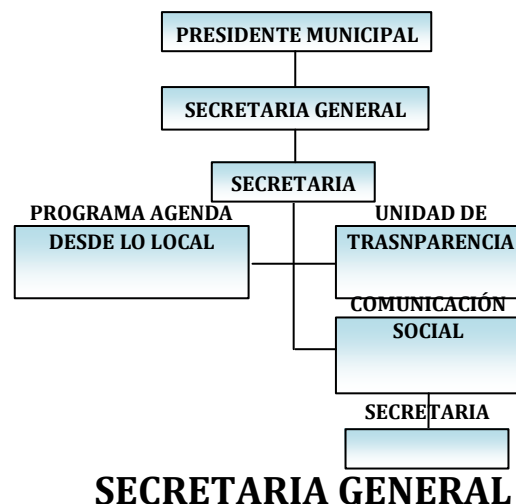 PRESIDENTE MUNICIPAL
SECRETARIA GENERAL
SECRETARIA
PROGRAMA AGENDA
DESDE LO LOCAL
UNIDAD DE
TRASNPARENCIA
COMUNICACIÓN
SOCIAL
SECRETARIA
SECRETARIA GENERAL